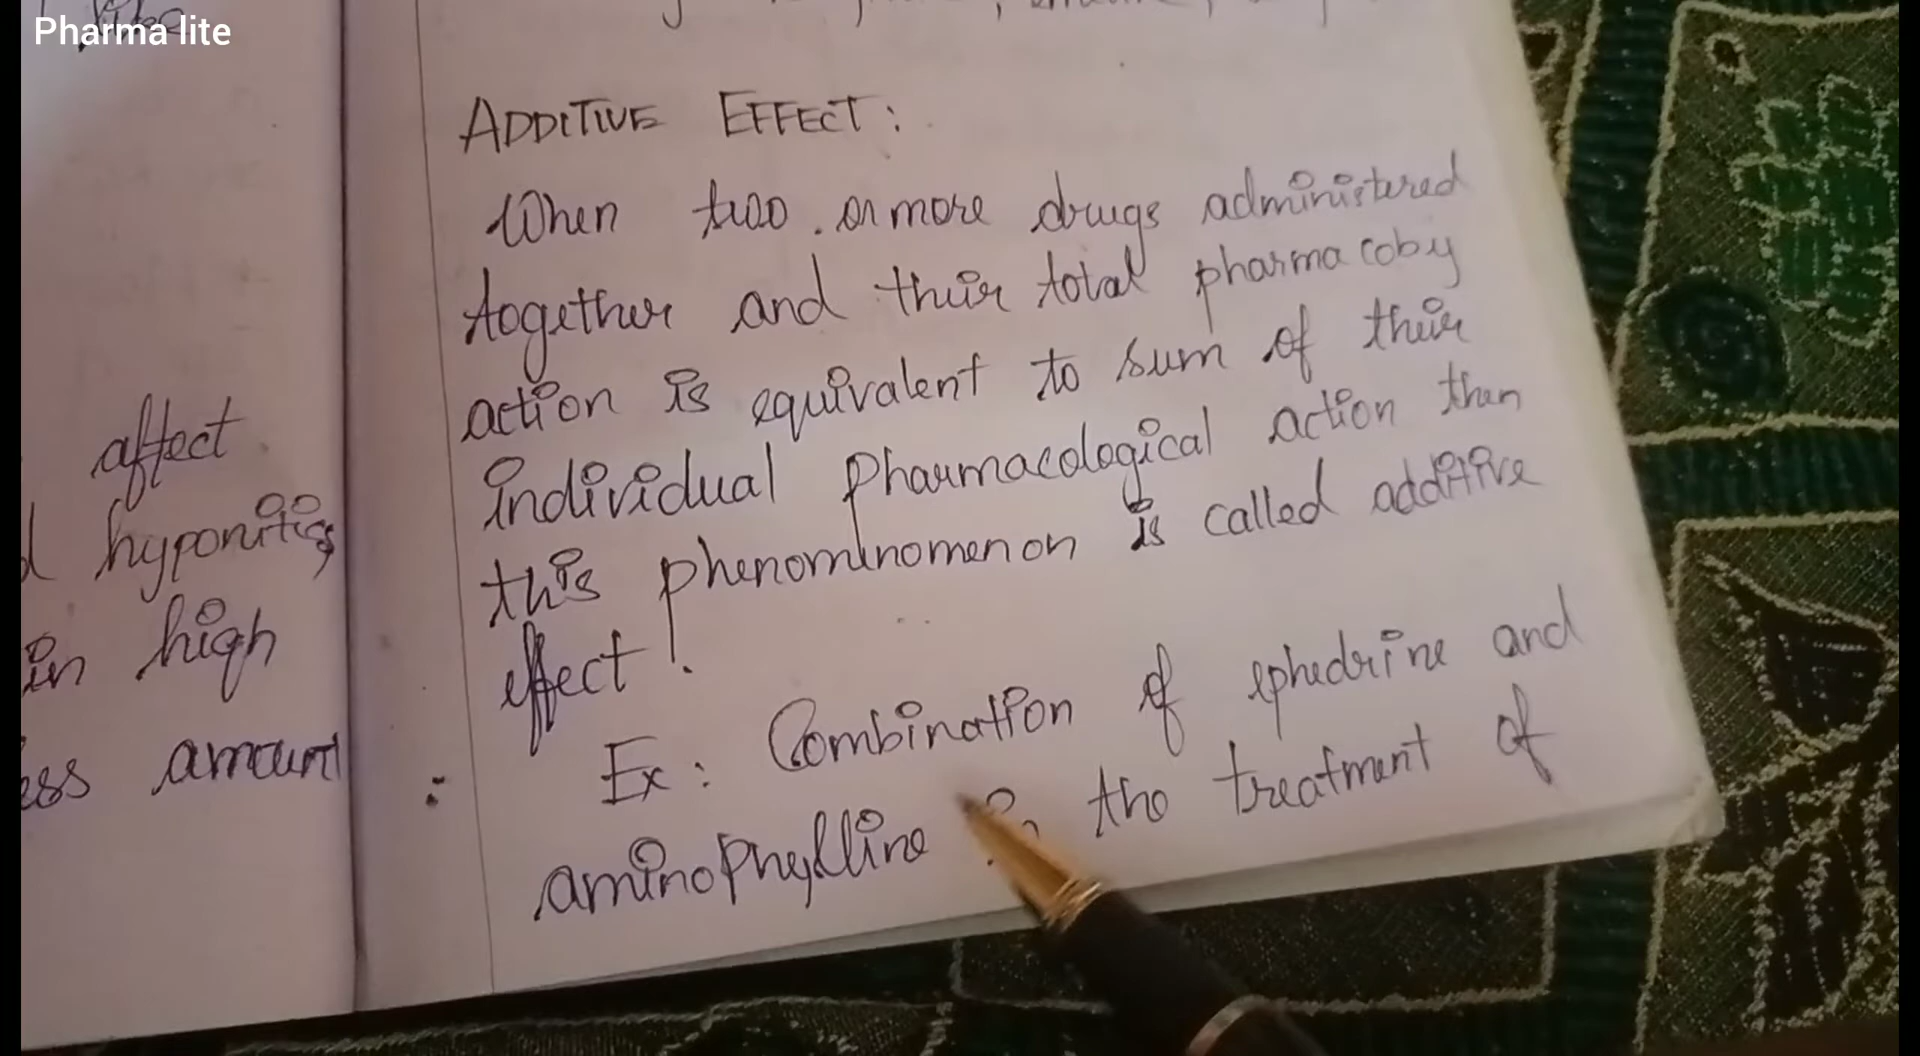 Pharma lite
ADDITIVE EFFECT:
When two or more drugs administered
together and their total pharmacoby
action is equivalent to sum of their
individual Pharmacological action then
this phenominomenon is called additive
effect.
Ex: Combination of ephedrine and
aminophylline in the treatment of
affect
hyponitics
in high
amount